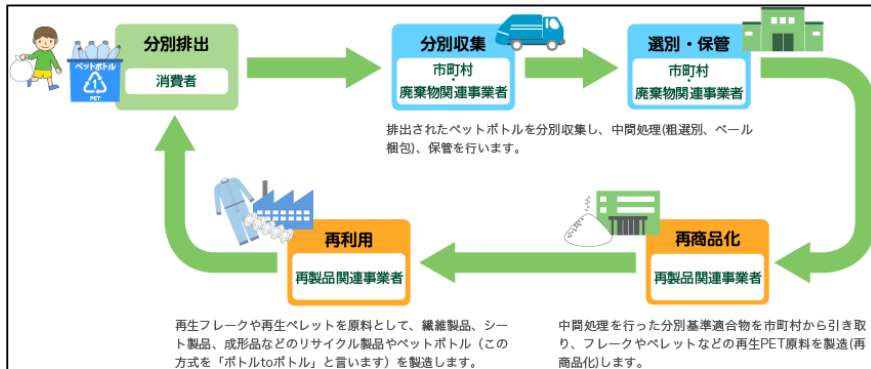 分別排出
消費者
ペットボトル
1
PET
分別収集
市町村
・
廃棄物関連事業者
選別・保管
市町村
・
廃棄物関連事業者
排出されたペットボトルを分別収集し、中間処理(粗選別、ベール
梱包)、保管を行います。
再利用
再製品関連事業者
再商品化
再製品関連事業者
再生フレークや再生ペレットを原料として、繊維製品、シー
ト製品、成形品などのリサイクル製品やペットボトル（この
方式を「ボトルtoボトル」と言います）を製造します。
中間処理を行った分別基準適合物を市町村から引き取
り、フレークやペレットなどの再生PET原料を製造(再
商品化)します。